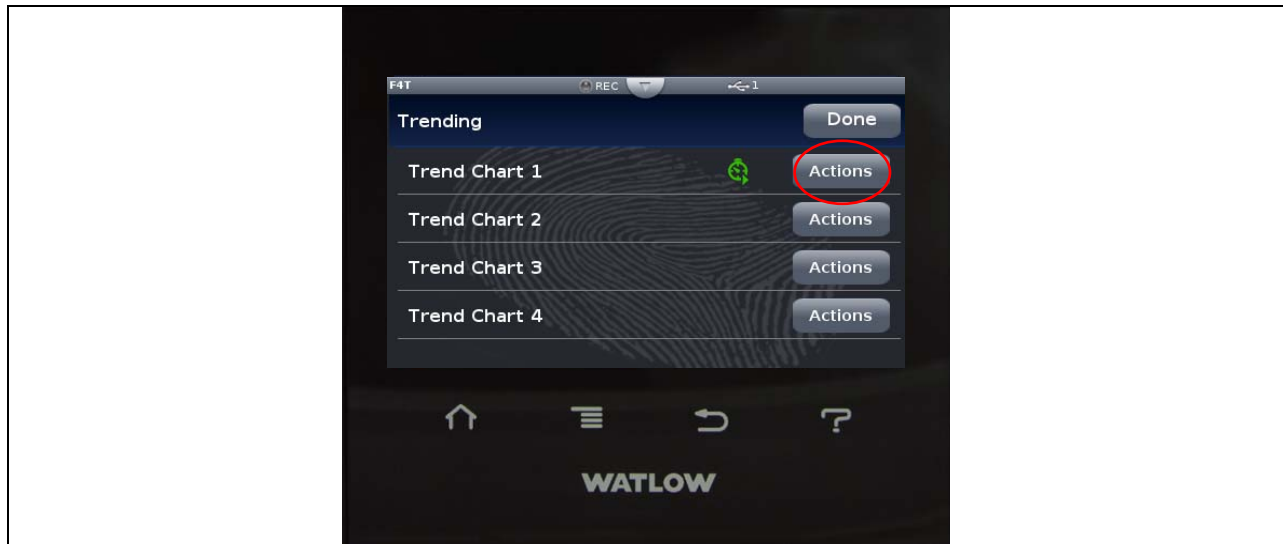 F4T REC 1
Trending Done
Trend Chart 1 Actions
Trend Chart 2 Actions
Trend Chart 3 Actions
Trend Chart 4 Actions
?
WATLOW